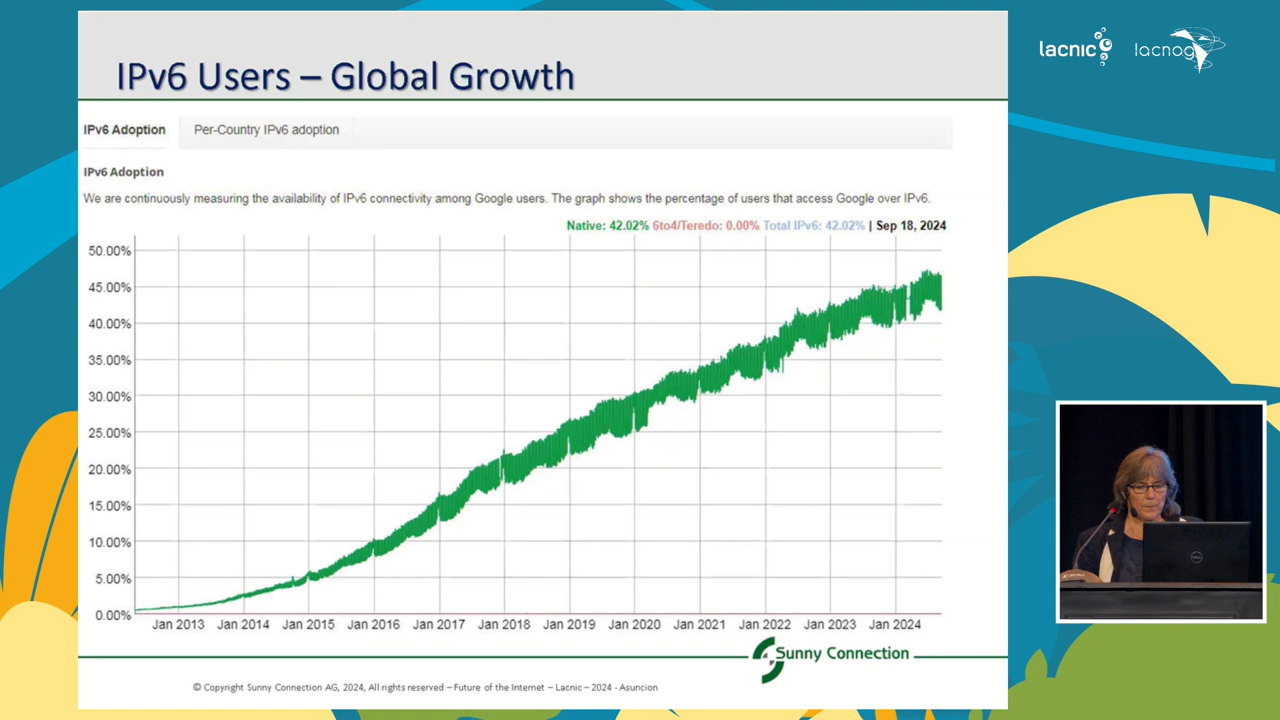 IPv6 Users – Global Growth
lacnic
lacnog
IPv6 Adoption
Per-Country IPv6 adoption
IPv6 Adoption
We are continuously measuring the availability of IPv6 connectivity among Google users. The graph shows the percentage of users that access Google over IPv6.
Native: 42.02% 6to4/Teredo: 0.00% Total IPv6: 42.02% | Sep 18, 2024
50.00%
45.00%
40.00%
35.00%
30.00%
25.00%
20.00%
15.00%
10.00%
5.00%
0.00%
Jan 2013 Jan 2014 Jan 2015 Jan 2016 Jan 2017 Jan 2018 Jan 2019 Jan 2020 Jan 2021 Jan 2022 Jan 2023 Jan 2024
Sunny Connection
© Copyright Sunny Connection AG, 2024, All rights reserved – Future of the Internet – Lacnic – 2024 - Asuncion
DELL